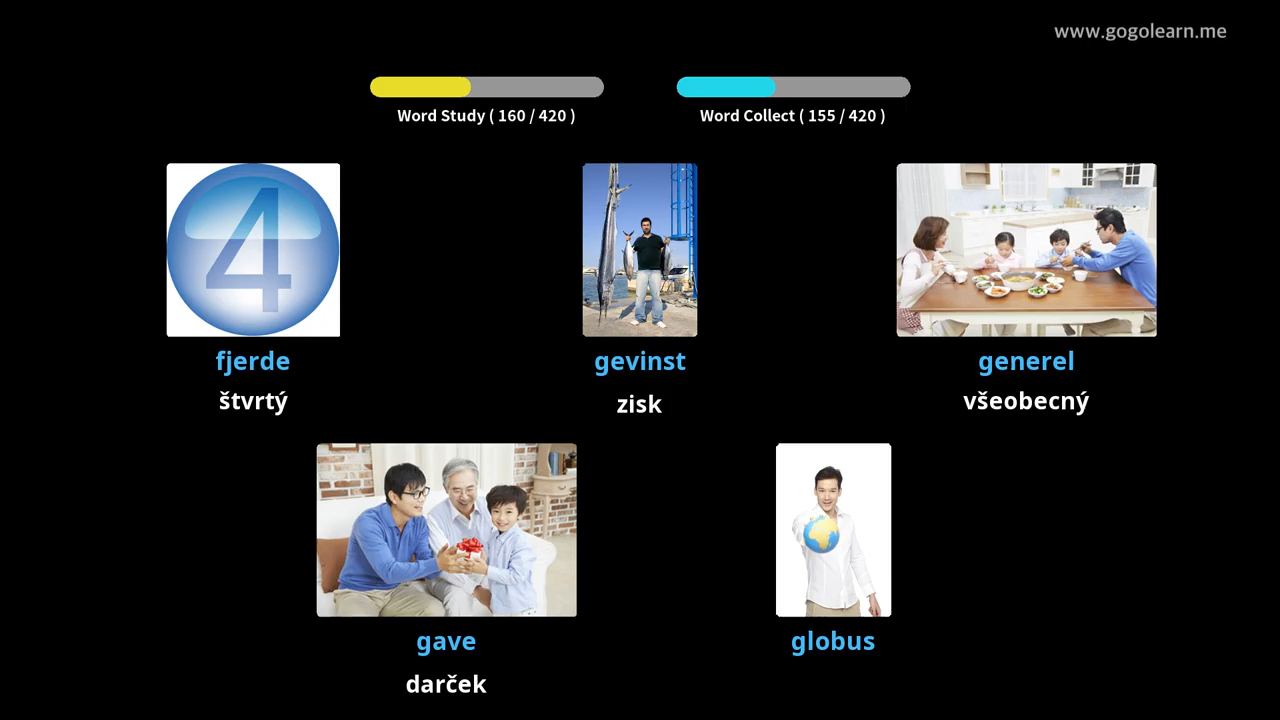 www.gogolearn.me
Word Study ( 160 / 420 )
Word Collect ( 155 / 420 )
4
fjerde
štvrtý
gevinst
zisk
generel
všeobecný
gave
darček
globus